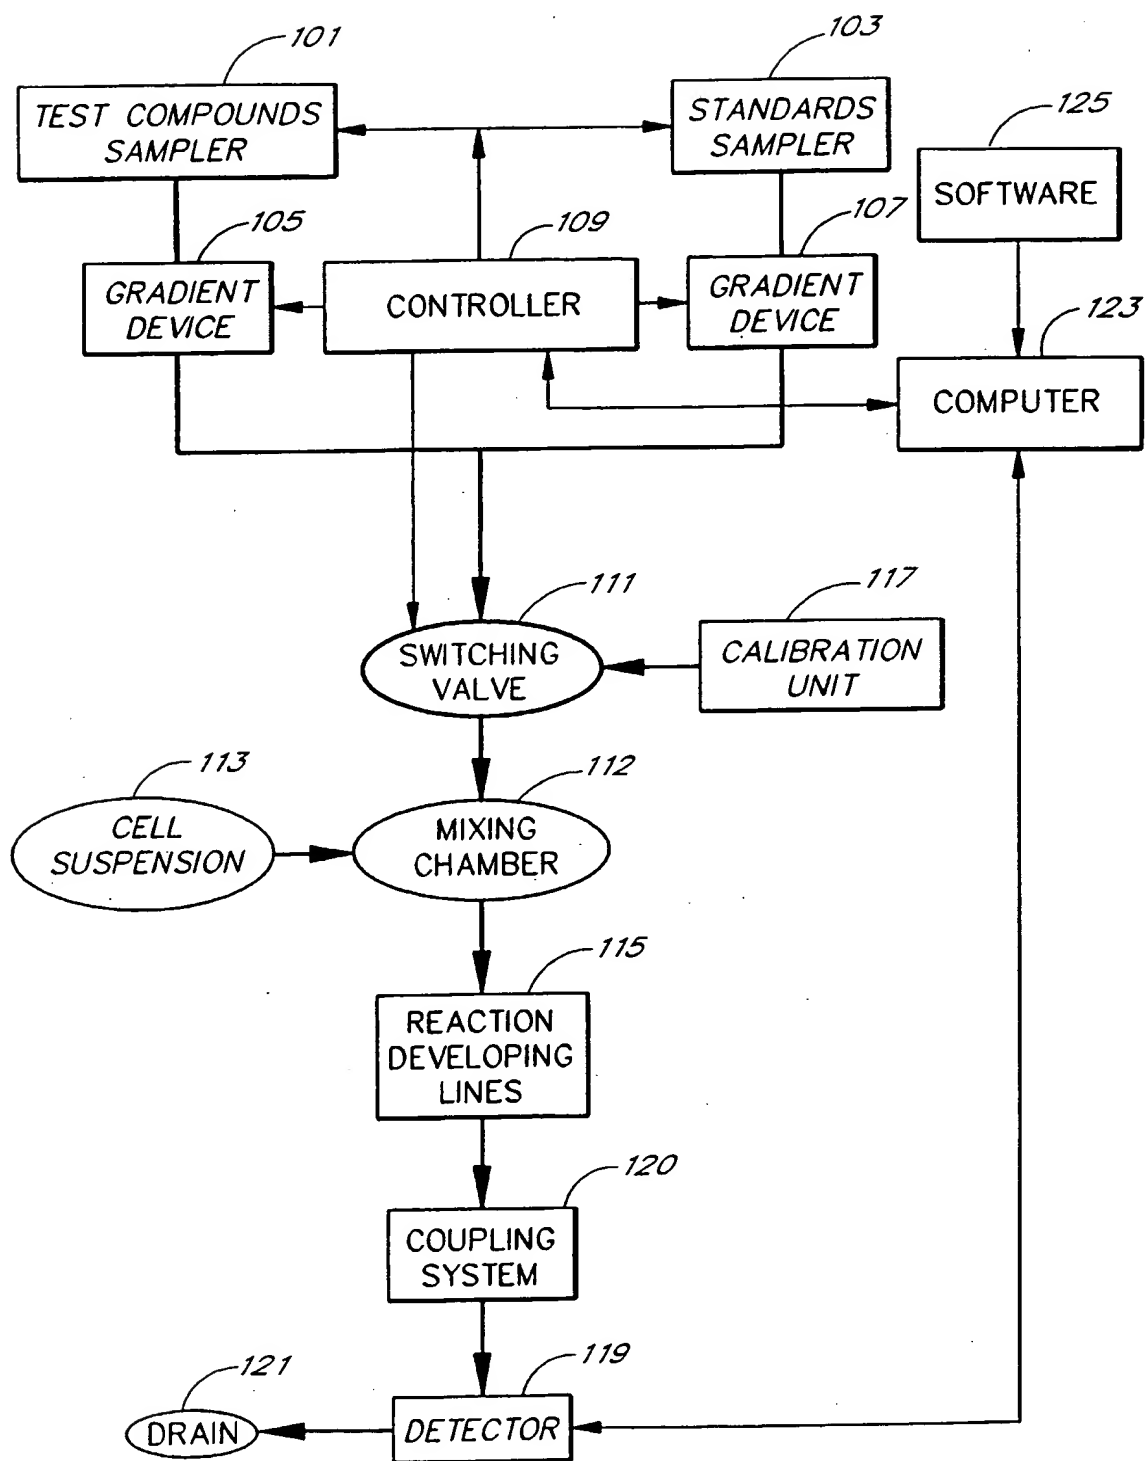 101
103
125
TEST COMPOUNDS
SAMPLER
STANDARDS
SAMPLER
SOFTWARE
105
109
107
123
GRADIENT
DEVICE
CONTROLLER
GRADIENT
DEVICE
COMPUTER
111
117
SWITCHING
VALVE
CALIBRATION
UNIT
113
112
CELL
SUSPENSION
MIXING
CHAMBER
115
REACTION
DEVELOPING
LINES
120
COUPLING
SYSTEM
121
119
DRAIN
DETECTOR